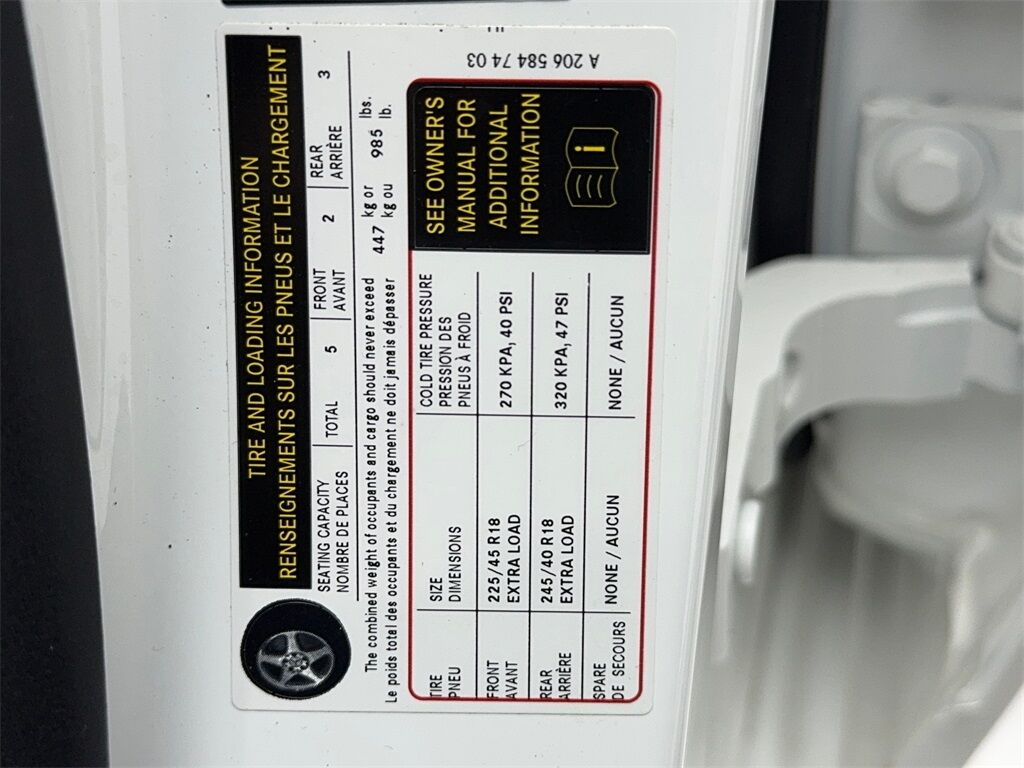 TIRE AND LOADING INFORMATION
RENSEIGNEMENTS SUR LES PNEUS ET LE CHARGEMENT
SEATING CAPACITY
NOMBRE DE PLACES
TOTAL 5
FRONT
AVANT
2
REAR
ARRIÈRE
3
The combined weight of occupants and cargo should never exceed 447 kg or 985 lbs.
Le poids total des occupants et du chargement ne doit jamais dépasser kg ou lb.
TIRE
PNEU
SIZE
DIMENSIONS
COLD TIRE PRESSURE
PRESSION DES
PNEUS À FROID
FRONT
AVANT
225/45 R18
EXTRA LOAD
270 KPA, 40 PSI
REAR
ARRIÈRE
245/40 R18
EXTRA LOAD
320 KPA, 47 PSI
SPARE
DE SECOURS
NONE / AUCUN
NONE / AUCUN
SEE OWNER'S
MANUAL FOR
ADDITIONAL
INFORMATION
i
A 206 584 74 03